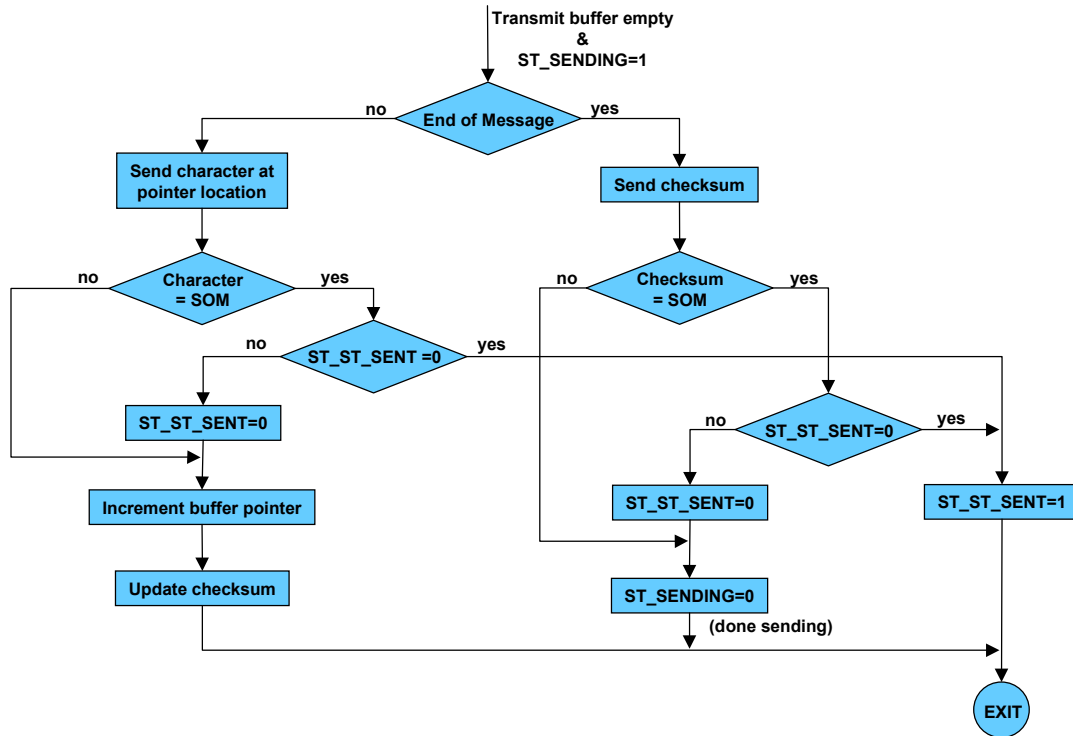 Transmit buffer empty
&
ST_SENDING=1
no
End of Message
yes
Send character at
pointer location
Send checksum
no
Character
= SOM
yes
no
Checksum
= SOM
yes
no
ST_ST_SENT =0
yes
ST_ST_SENT=0
no
ST_ST_SENT=0
yes
Increment buffer pointer
ST_ST_SENT=0
ST_ST_SENT=1
Update checksum
ST_SENDING=0
(done sending)
EXIT